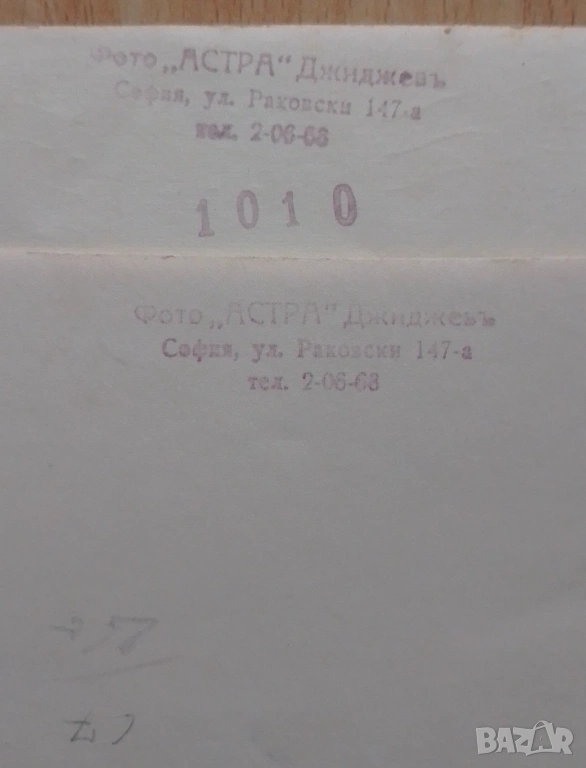 Фото „АСТРА" Джиджевъ
София, ул. Раковски 147-а
тел. 2-06-68
1010
Фото „АСТРА" Джиджевъ
София, ул. Раковски 147-а
тел. 2-06-68
BAZAR